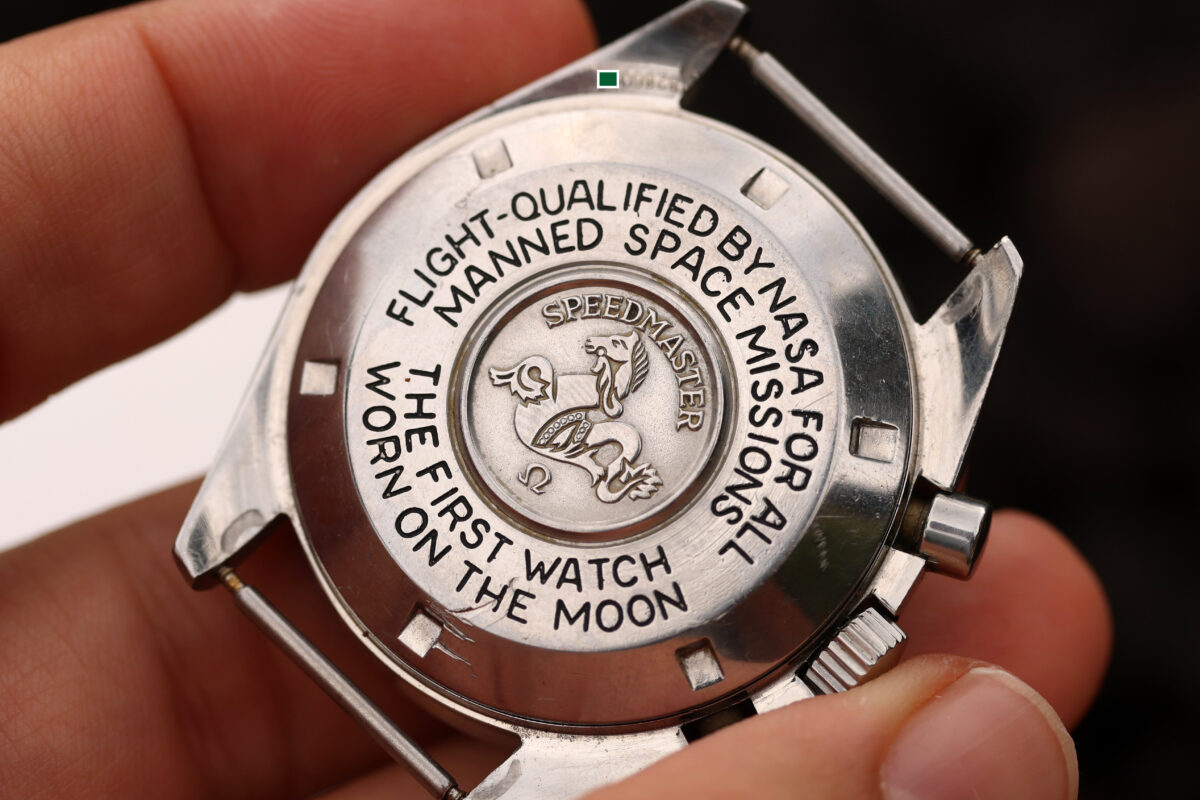 FLIGHT-QUALIFIED BY NASA FOR ALL
MANNED SPACE MISSIONS
SPEEDMASTER
Ω
THE FIRST WATCH
WORN ON THE MOON